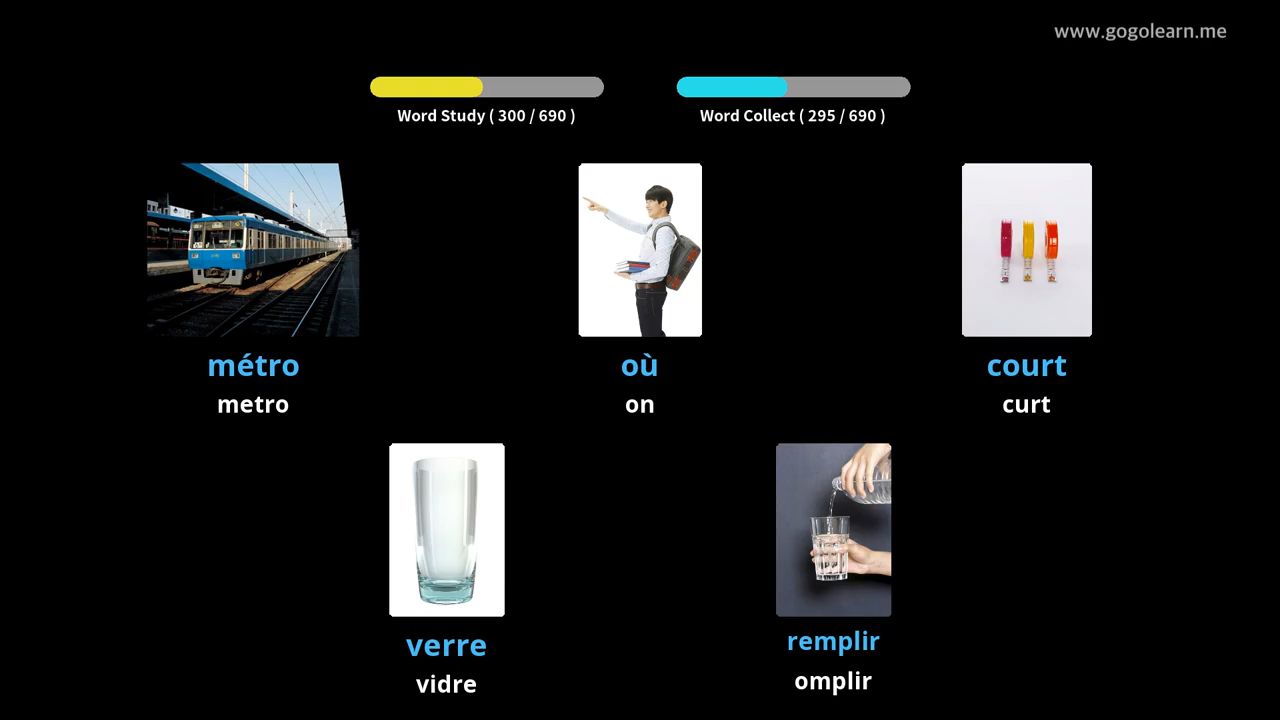 www.gogolearn.me
Word Study ( 300 / 690 )
Word Collect ( 295 / 690 )
métro
metro
où
on
court
curt
verre
vidre
remplir
omplir